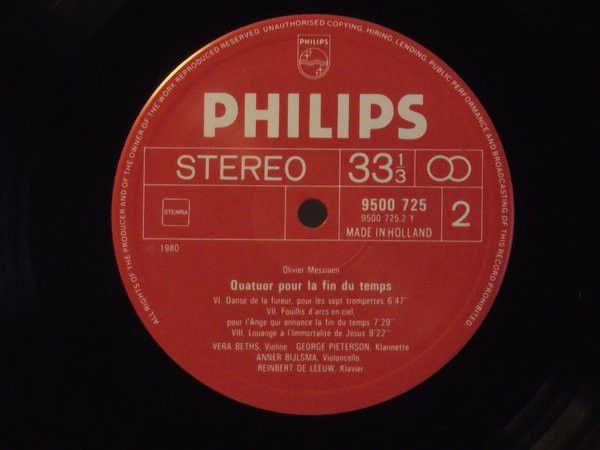 ALL RIGHTS OF THE PRODUCER AND OF THE OWNER OF THE WORK REPRODUCED RESERVED UNAUTHORISED COPYING, HIRING, LENDING, PUBLIC PERFORMANCE AND BROADCASTING OF THIS RECORD PROHIBITED
PHILIPS
PHILIPS
STEREO 33 1/3
STEMRA
9500 725
9500 725.2 Y
MADE IN HOLLAND
2
℗ 1980
Olivier Messiaen
Quatuor pour la fin du temps
VI. Danse de la fureur, pour les sept trompettes 6'47"
VII. Fouillis d'arcs-en-ciel,
pour l'Ange qui annonce la fin du temps 7'29"
VIII. Louange à l'Immortalité de Jésus 9'22"
VERA BETHS, Violine GEORGE PIETERSON, Klarinette
ANNER BIJLSMA, Violoncello
REINBERT DE LEEUW, Klavier